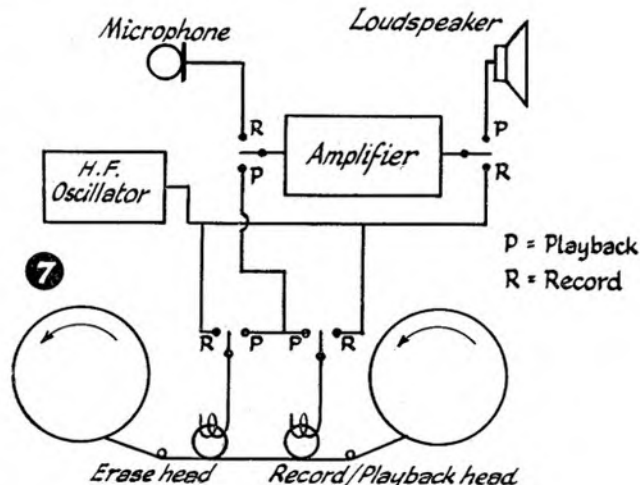 Microphone
Loudspeaker
R
P
Amplifier
P
R
H.F.
Oscillator
P = Playback
R = Record
7
R
P
P
R
Erase head
Record/Playback head